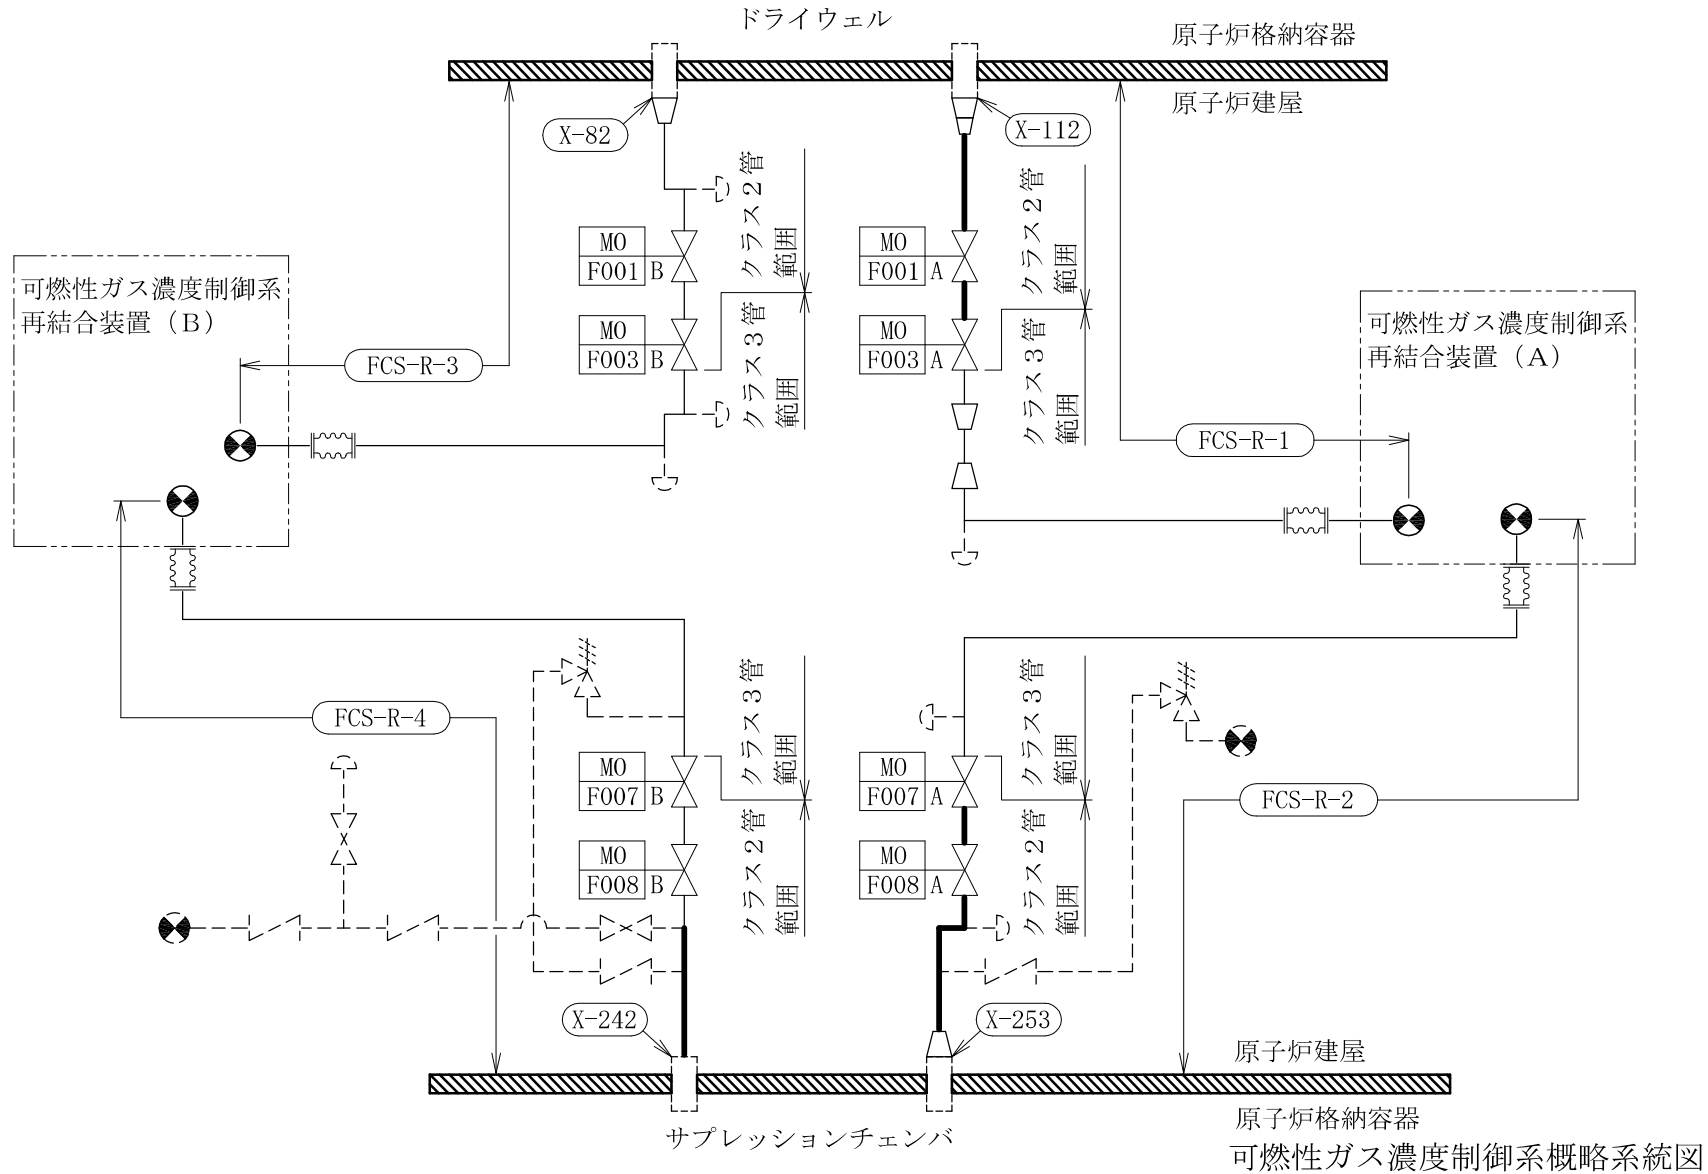 ドライウェル
原子炉格納容器
原子炉建屋
X-82
X-112
クラス2管
範囲
クラス2管
範囲
MO
F001 B
MO
F001 A
可燃性ガス濃度制御系
再結合装置（B）
可燃性ガス濃度制御系
再結合装置（A）
MO
F003 B
MO
F003 A
クラス3管
範囲
クラス3管
範囲
FCS-R-3
FCS-R-1
クラス3管
範囲
クラス3管
範囲
FCS-R-4
MO
F007 B
MO
F007 A
FCS-R-2
クラス2管
範囲
クラス2管
範囲
MO
F008 B
MO
F008 A
X-242
X-253
原子炉建屋
原子炉格納容器
サプレッションチェンバ
可燃性ガス濃度制御系概略系統図